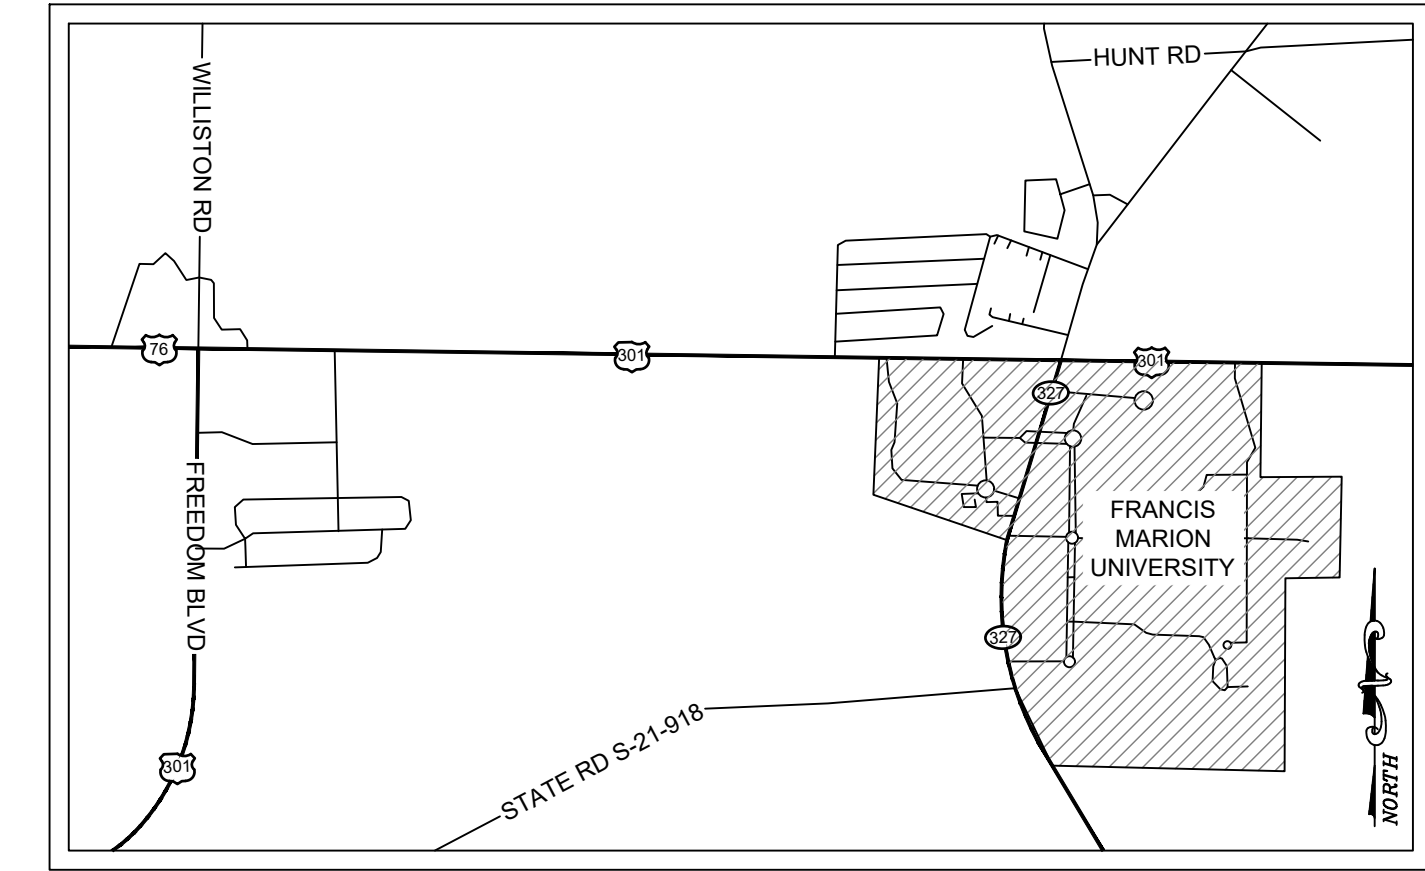 HUNT RD
WILLISTON RD
76
301
301
327
FREEDOM BLVD
FRANCIS
MARION
UNIVERSITY
327
STATE RD S-21-918
301
NORTH